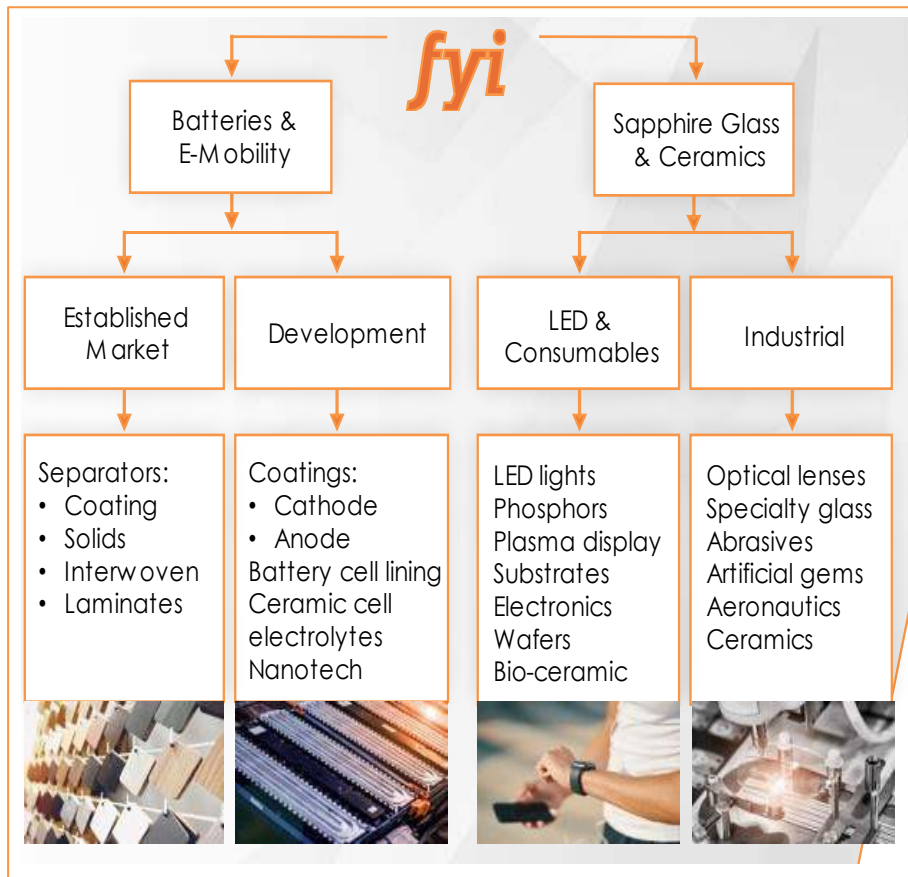 fyi
Batteries &
E-Mobility
Sapphire Glass
& Ceramics
Established
Market
Development
LED &
Consumables
Industrial
Separators:
• Coating
• Solids
• Interwoven
• Laminates
Coatings:
• Cathode
• Anode
Battery cell lining
Ceramic cell
electrolytes
Nanotech
LED lights
Phosphors
Plasma display
Substrates
Electronics
Wafers
Bio-ceramic
Optical lenses
Specialty glass
Abrasives
Artificial gems
Aeronautics
Ceramics